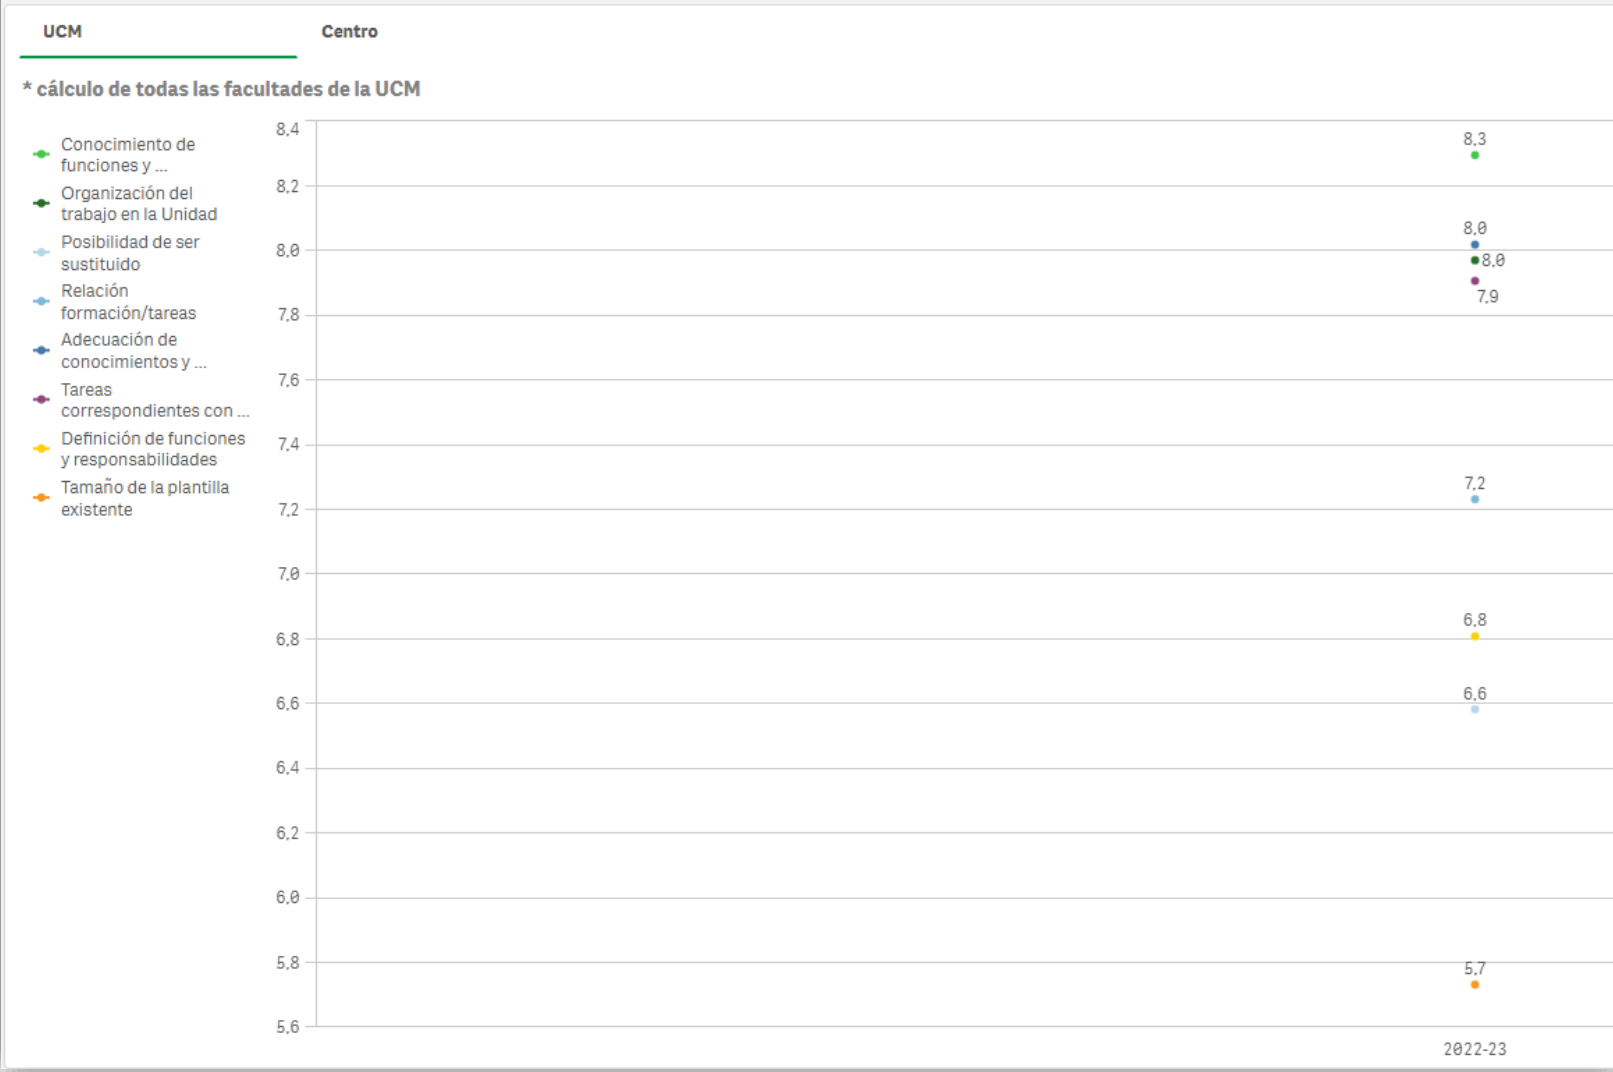 UCM
Centro
* cálculo de todas las facultades de la UCM
Conocimiento de
funciones y ...
Organización del
trabajo en la Unidad
Posibilidad de ser
sustituido
Relación
formación/tareas
Adecuación de
conocimientos y ...
Tareas
correspondientes con ...
Definición de funciones
y responsabilidades
Tamaño de la plantilla
existente
8,4
8,2
8,0
7,8
7,6
7,4
7,2
7,0
6,8
6,6
6,4
6,2
6,0
5,8
5,6
8,3
8,0
8,0
7,9
7,2
6,8
6,6
5,7
2022-23